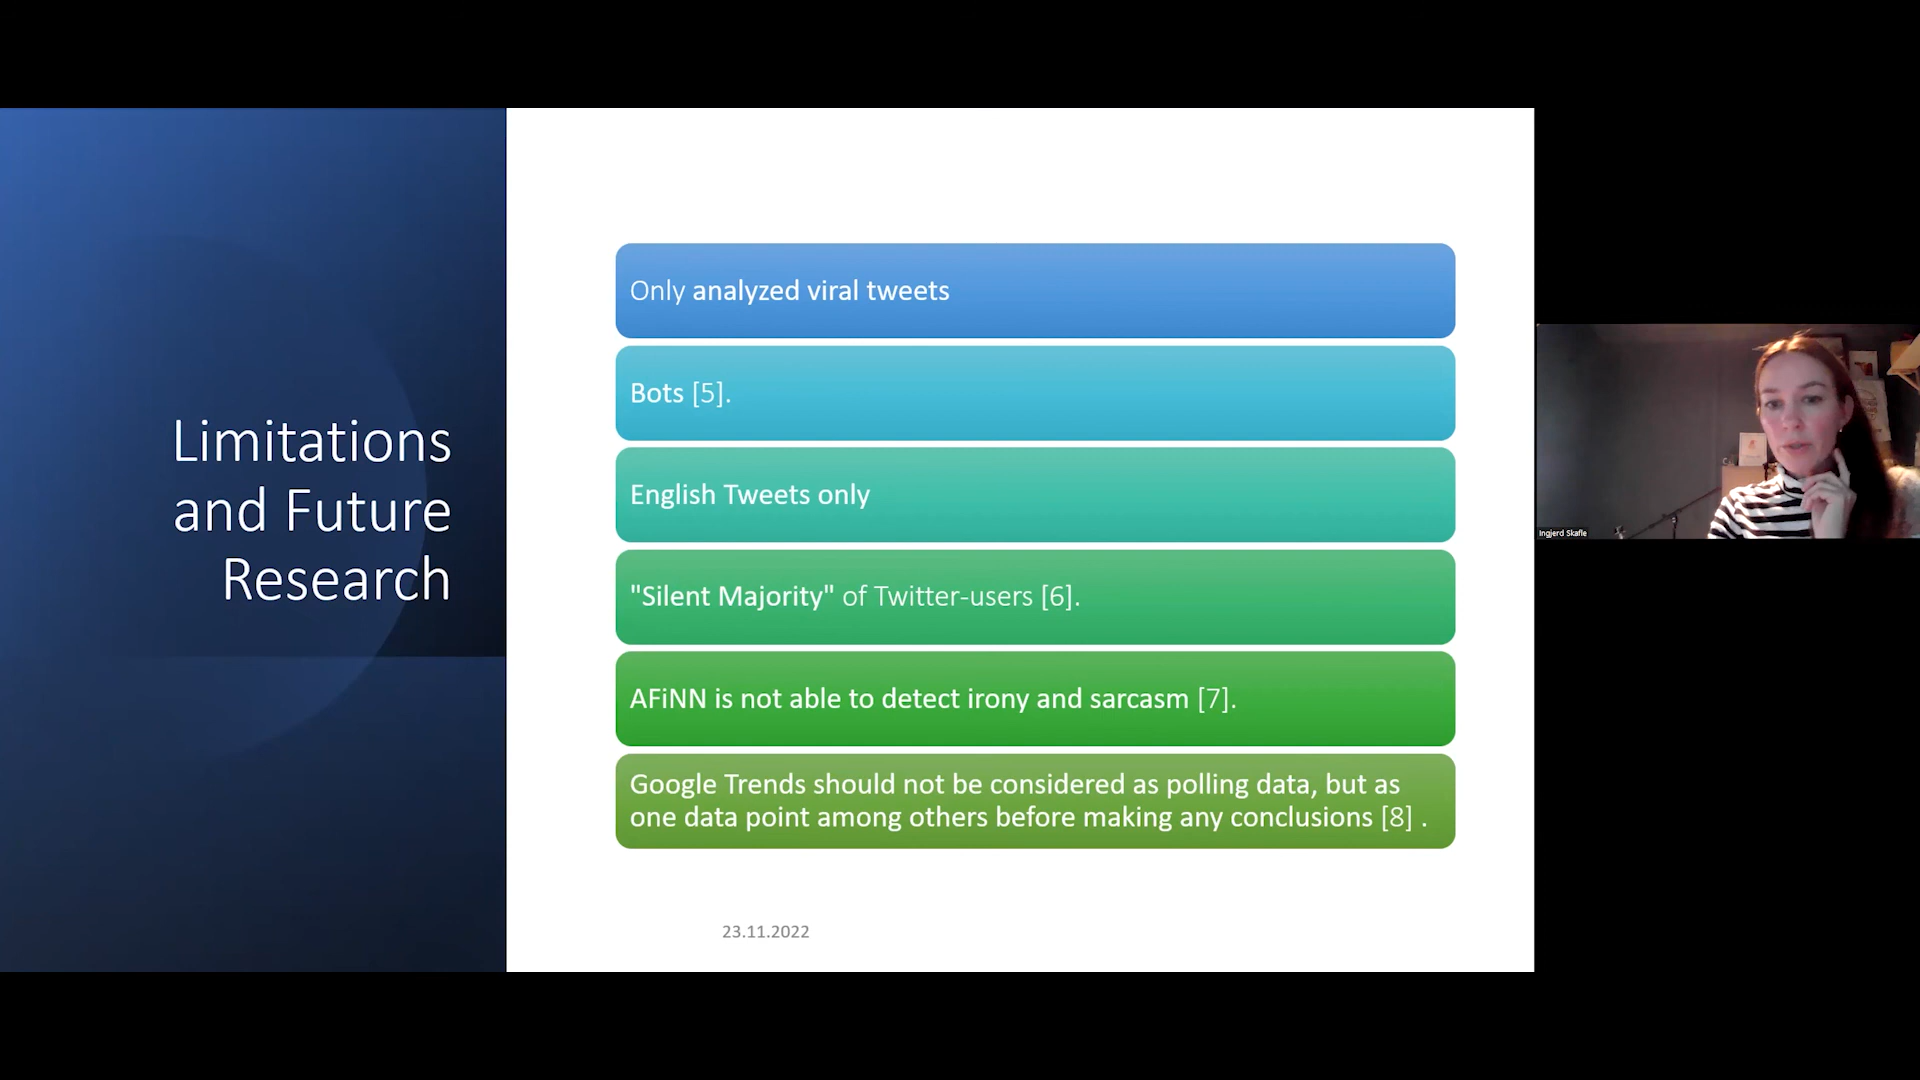 Limitations
and Future
Research
Only analyzed viral tweets
Bots [5].
English Tweets only
"Silent Majority" of Twitter-users [6].
AFiNN is not able to detect irony and sarcasm [7].
Google Trends should not be considered as polling data, but as
one data point among others before making any conclusions [8] .
23.11.2022
Ingjerd Skafle